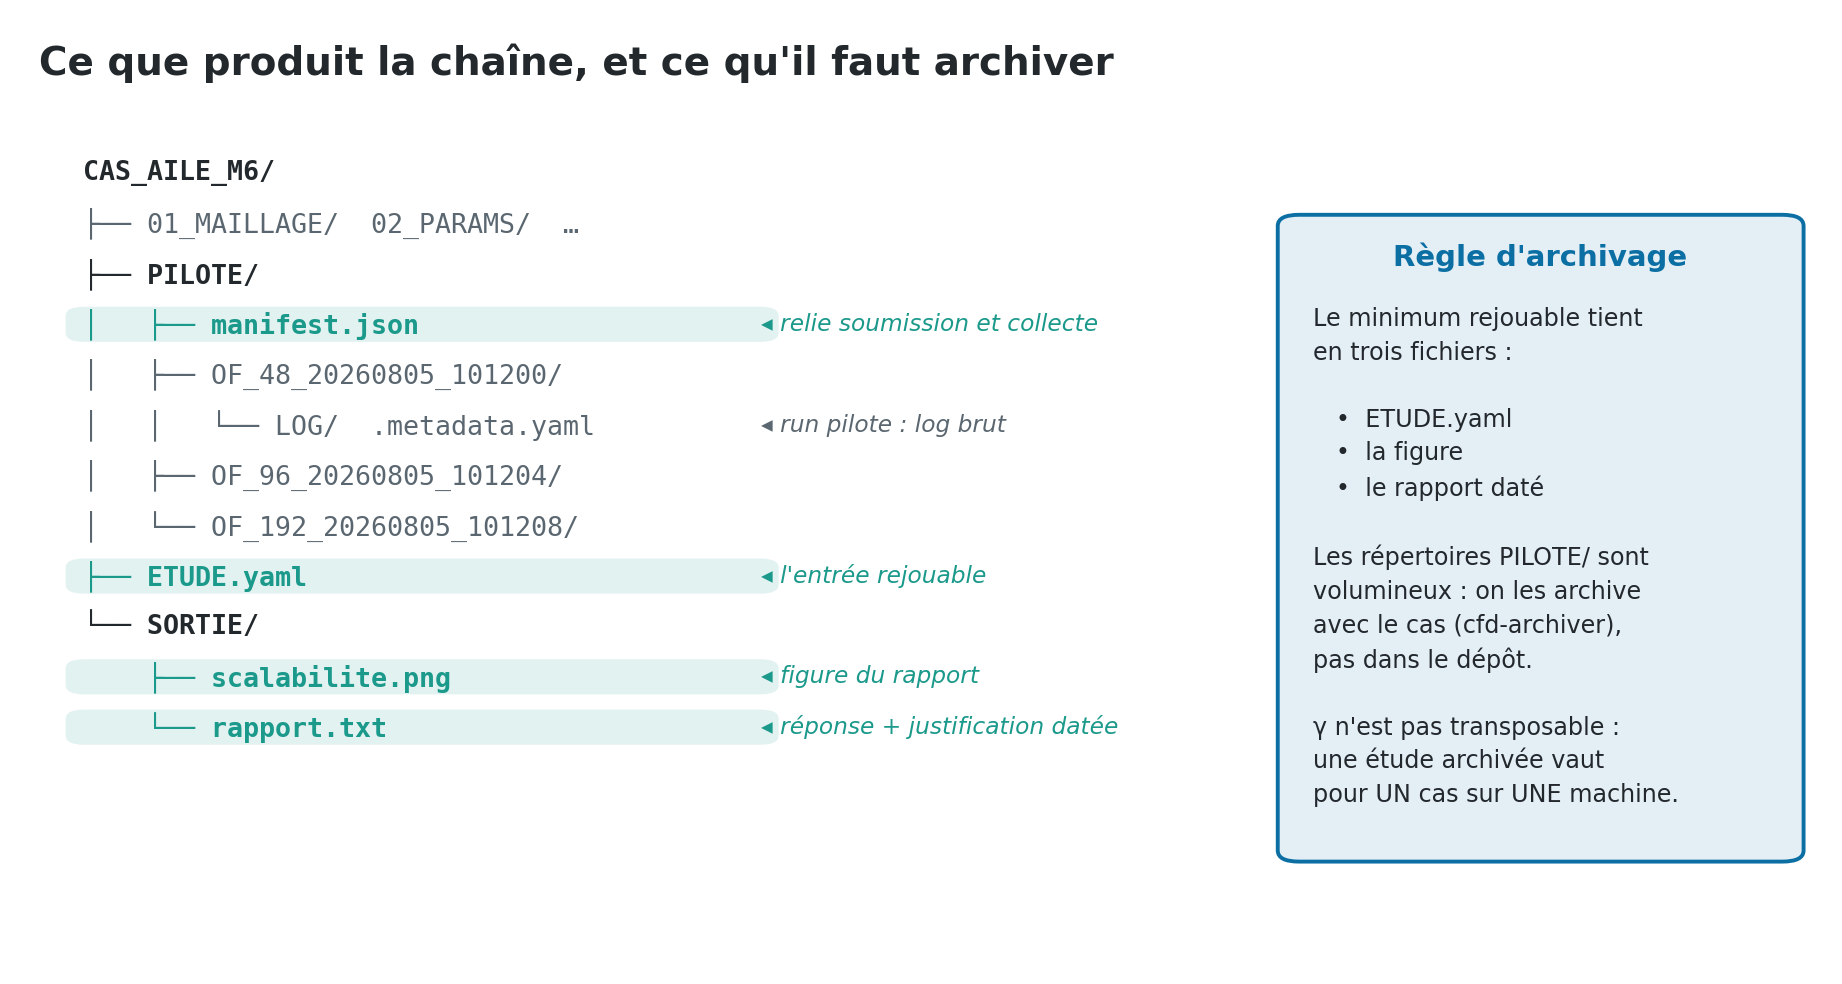 Ce que produit la chaîne, et ce qu'il faut archiver
CAS_AILE_M6/
├── 01_MAILLAGE/  02_PARAMS/  …
├── PILOTE/
│   ├── manifest.json ◂ relie soumission et collecte
│   ├── OF_48_20260805_101200/
│   │   └── LOG/  .metadata.yaml ◂ run pilote : log brut
│   ├── OF_96_20260805_101204/
│   └── OF_192_20260805_101208/
├── ETUDE.yaml ◂ l'entrée rejouable
└── SORTIE/
    ├── scalabilite.png ◂ figure du rapport
    └── rapport.txt ◂ réponse + justification datée
Règle d'archivage
Le minimum rejouable tient
en trois fichiers :
• ETUDE.yaml
• la figure
• le rapport daté
Les répertoires PILOTE/ sont
volumineux : on les archive
avec le cas (cfd-archiver),
pas dans le dépôt.
γ n'est pas transposable :
une étude archivée vaut
pour UN cas sur UNE machine.